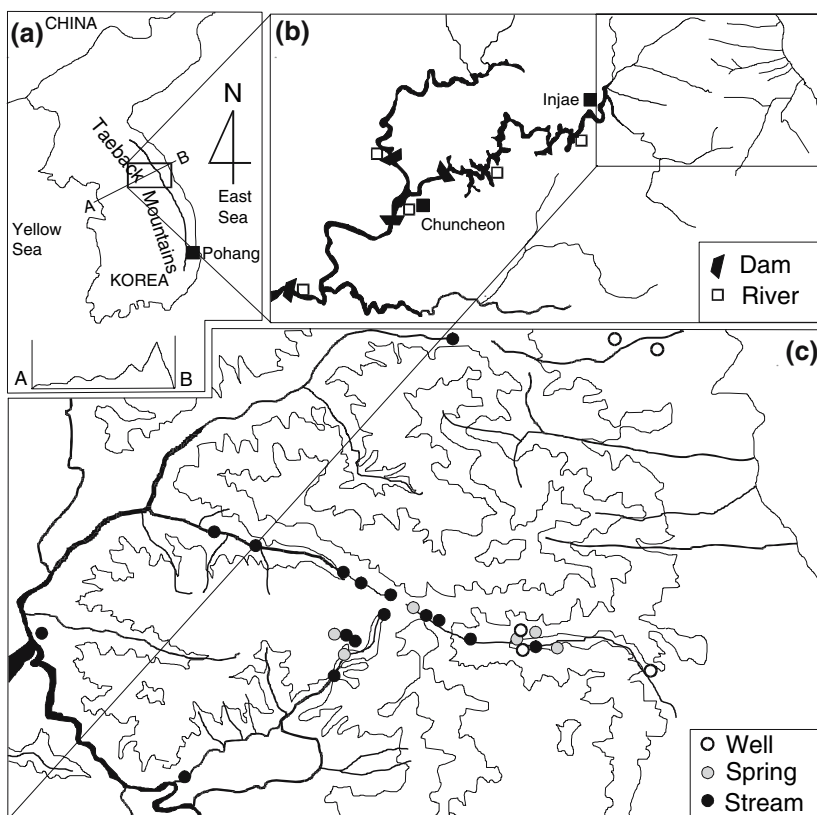 (a)
CHINA
N
Taeback
Mountains
B
A
East
Sea
Yellow
Sea
Pohang
KOREA
A
B
(b)
Injae
Chuncheon
Dam
River
(c)
Well
Spring
Stream